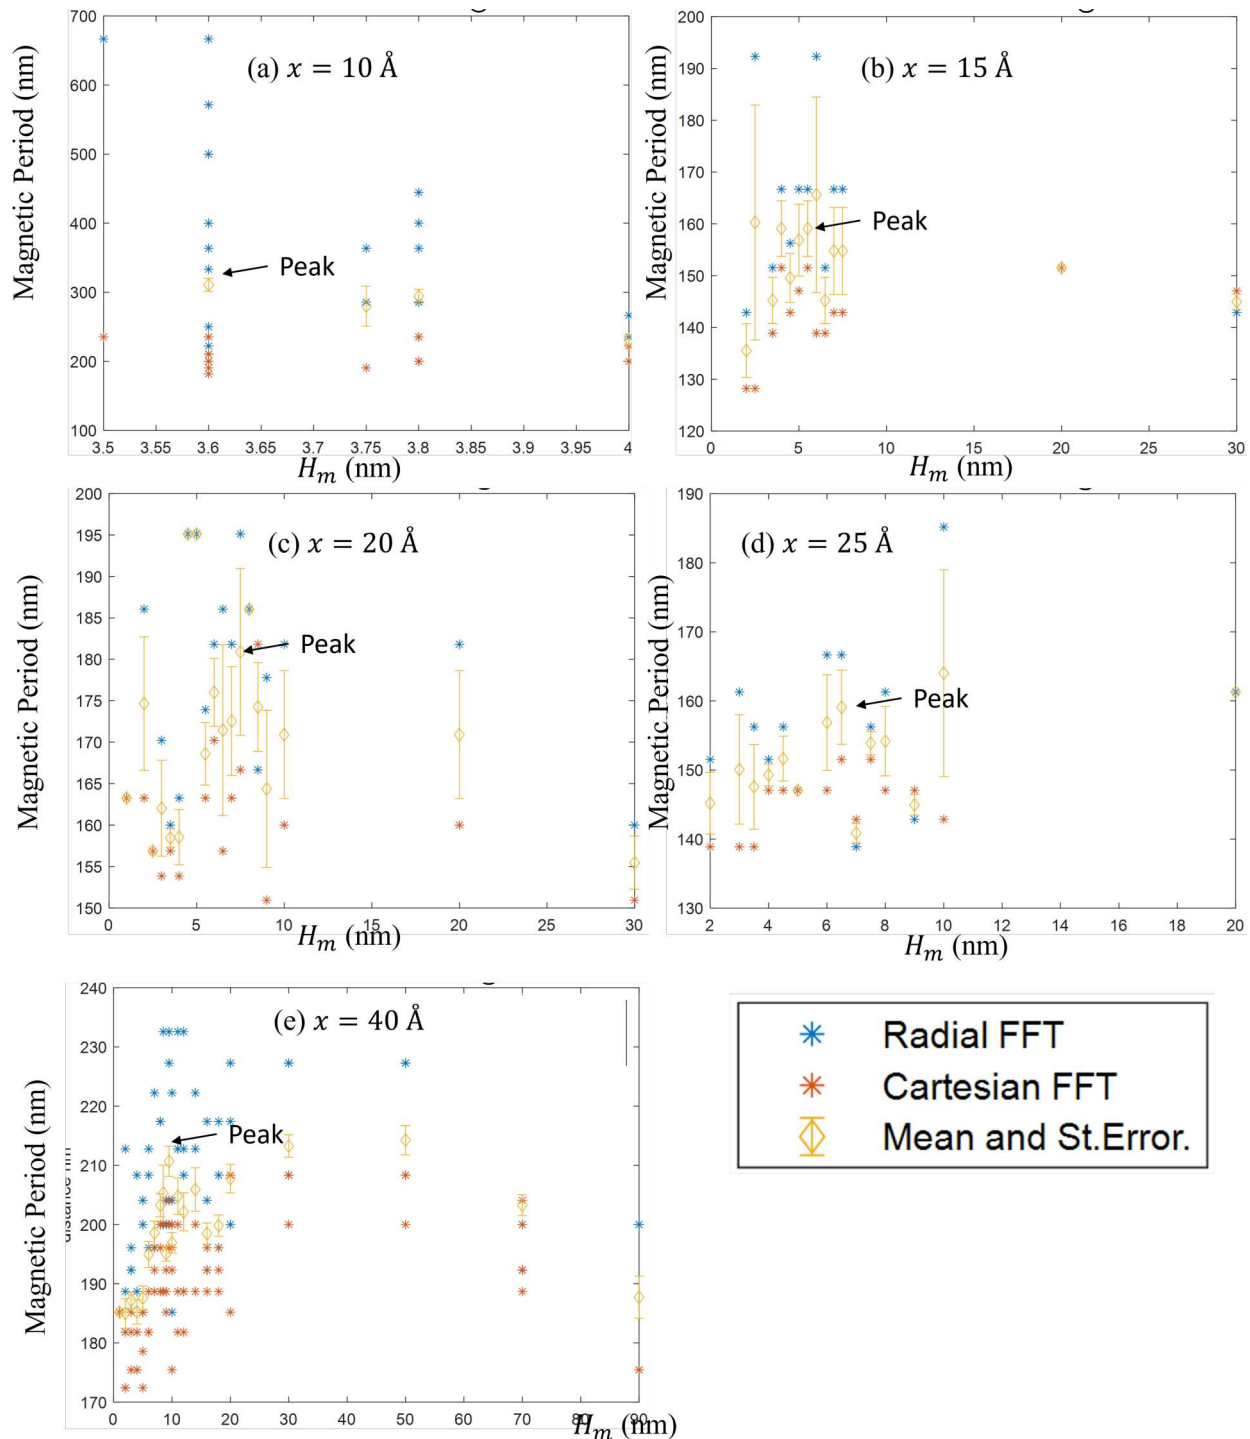 (a) x = 10 Å
Magnetic Period (nm)
700
600
500
400
300
200
100
Peak
3.5 3.55 3.6 3.65 3.7 3.75 3.8 3.85 3.9 3.95 4
H_m (nm)
(b) x = 15 Å
Magnetic Period (nm)
200
190
180
170
160
150
140
130
120
Peak
0 5 10 15 20 25 30
H_m (nm)
(c) x = 20 Å
Magnetic Period (nm)
200
195
190
185
180
175
170
165
160
155
150
Peak
0 5 10 15 20 25 30
H_m (nm)
(d) x = 25 Å
Magnetic Period (nm)
190
180
170
160
150
140
130
Peak
2 4 6 8 10 12 14 16 18 20
H_m (nm)
(e) x = 40 Å
Magnetic Period (nm)
distance nm
240
230
220
210
200
190
180
170
Peak
0 10 20 30 40 50 60 70 80 90
H_m (nm)
Radial FFT
Cartesian FFT
Mean and St.Error.